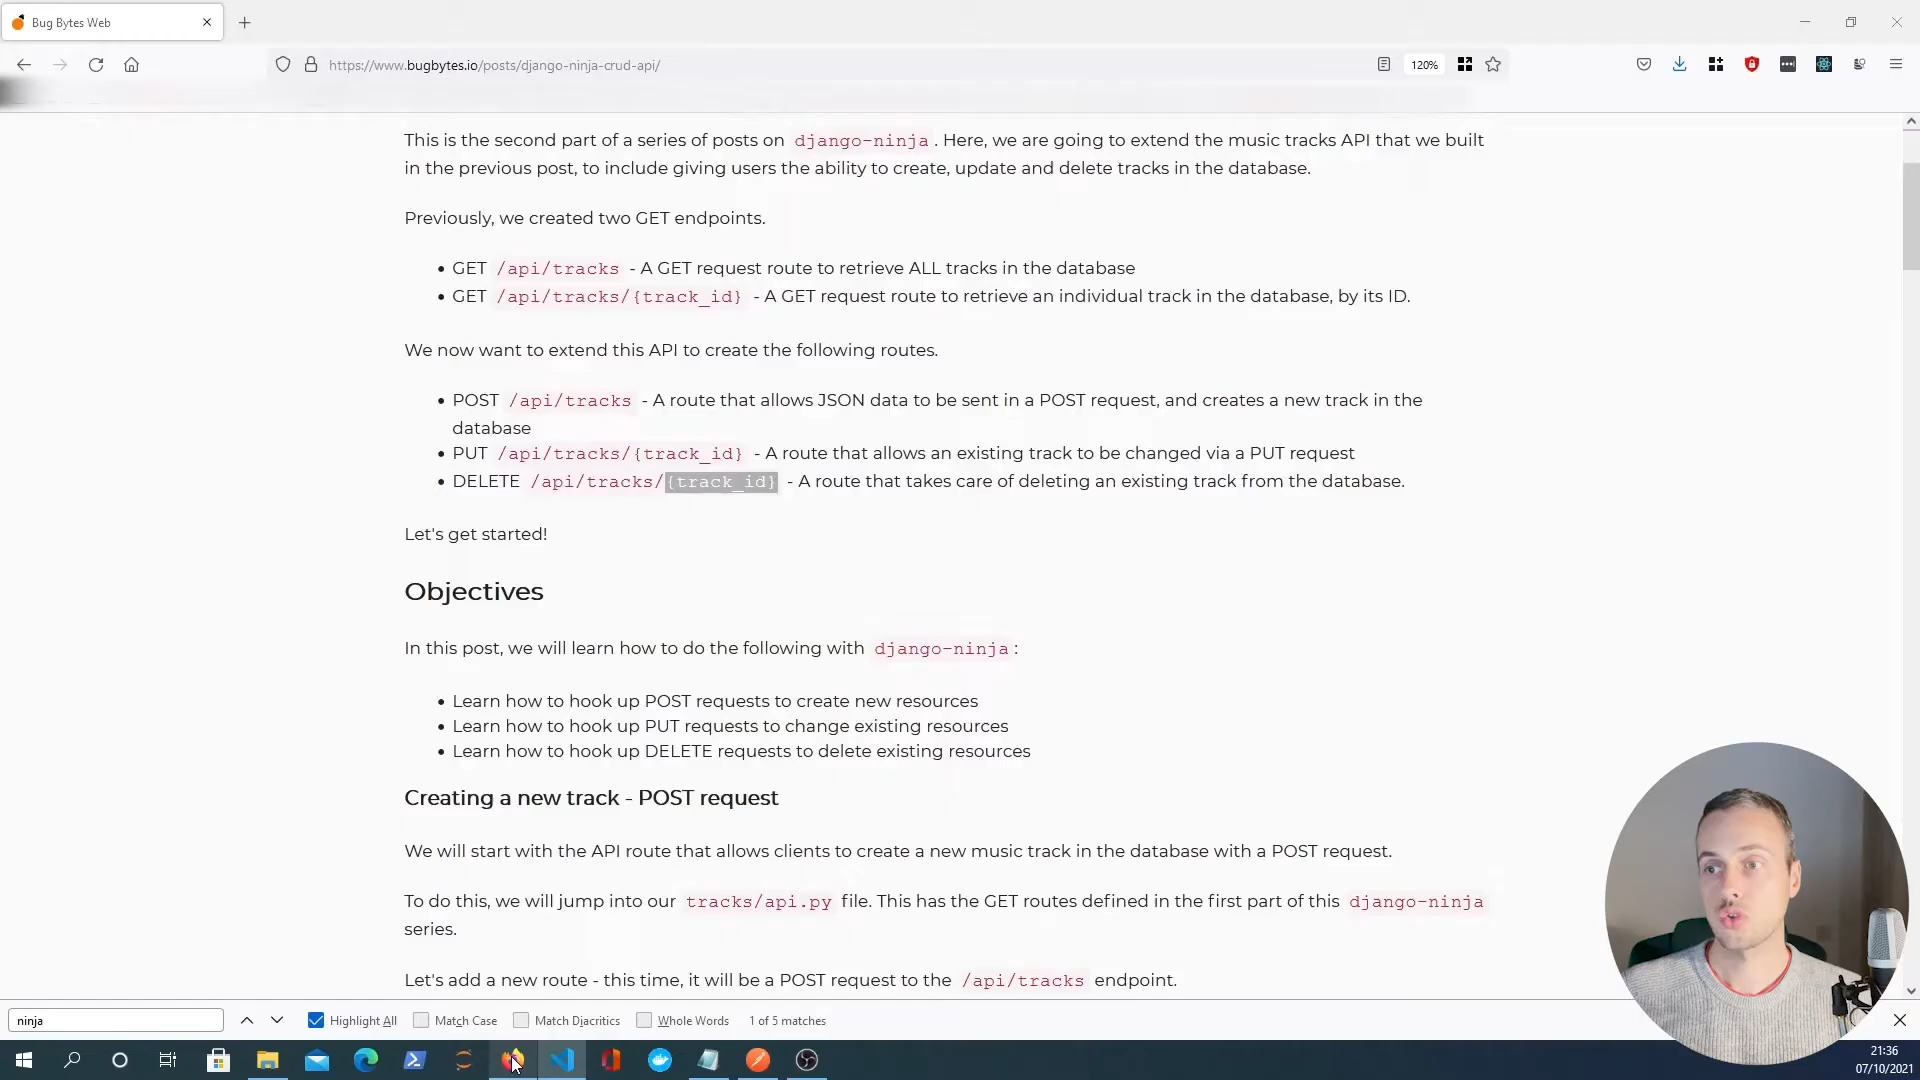 Bug Bytes Web
https://www.bugbytes.io/posts/django-ninja-crud-api/
120%
This is the second part of a series of posts on django-ninja . Here, we are going to extend the music tracks API that we built
in the previous post, to include giving users the ability to create, update and delete tracks in the database.
Previously, we created two GET endpoints.
• GET /api/tracks - A GET request route to retrieve ALL tracks in the database
• GET /api/tracks/{track_id} - A GET request route to retrieve an individual track in the database, by its ID.
We now want to extend this API to create the following routes.
• POST /api/tracks - A route that allows JSON data to be sent in a POST request, and creates a new track in the
database
• PUT /api/tracks/{track_id} - A route that allows an existing track to be changed via a PUT request
• DELETE /api/tracks/{track_id} - A route that takes care of deleting an existing track from the database.
Let's get started!
Objectives
In this post, we will learn how to do the following with django-ninja :
• Learn how to hook up POST requests to create new resources
• Learn how to hook up PUT requests to change existing resources
• Learn how to hook up DELETE requests to delete existing resources
Creating a new track - POST request
We will start with the API route that allows clients to create a new music track in the database with a POST request.
To do this, we will jump into our tracks/api.py file. This has the GET routes defined in the first part of this django-ninja
series.
Let's add a new route - this time, it will be a POST request to the /api/tracks endpoint.
ninja Highlight All Match Case Match Diacritics Whole Words 1 of 5 matches
21:36
07/10/2021